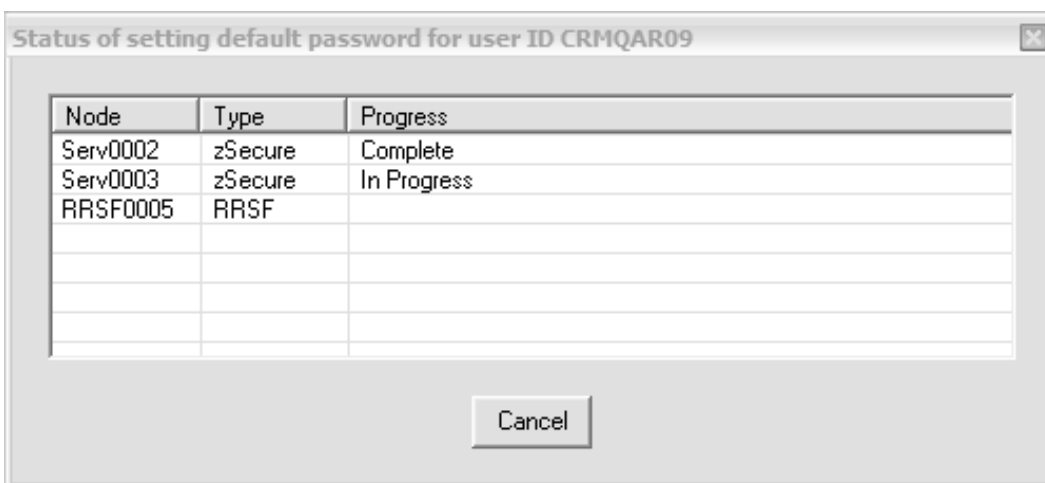 Status of setting default password for user ID CRMQAR09
Node Type Progress
Serv0002 zSecure Complete
Serv0003 zSecure In Progress
RRSF0005 RRSF
Cancel